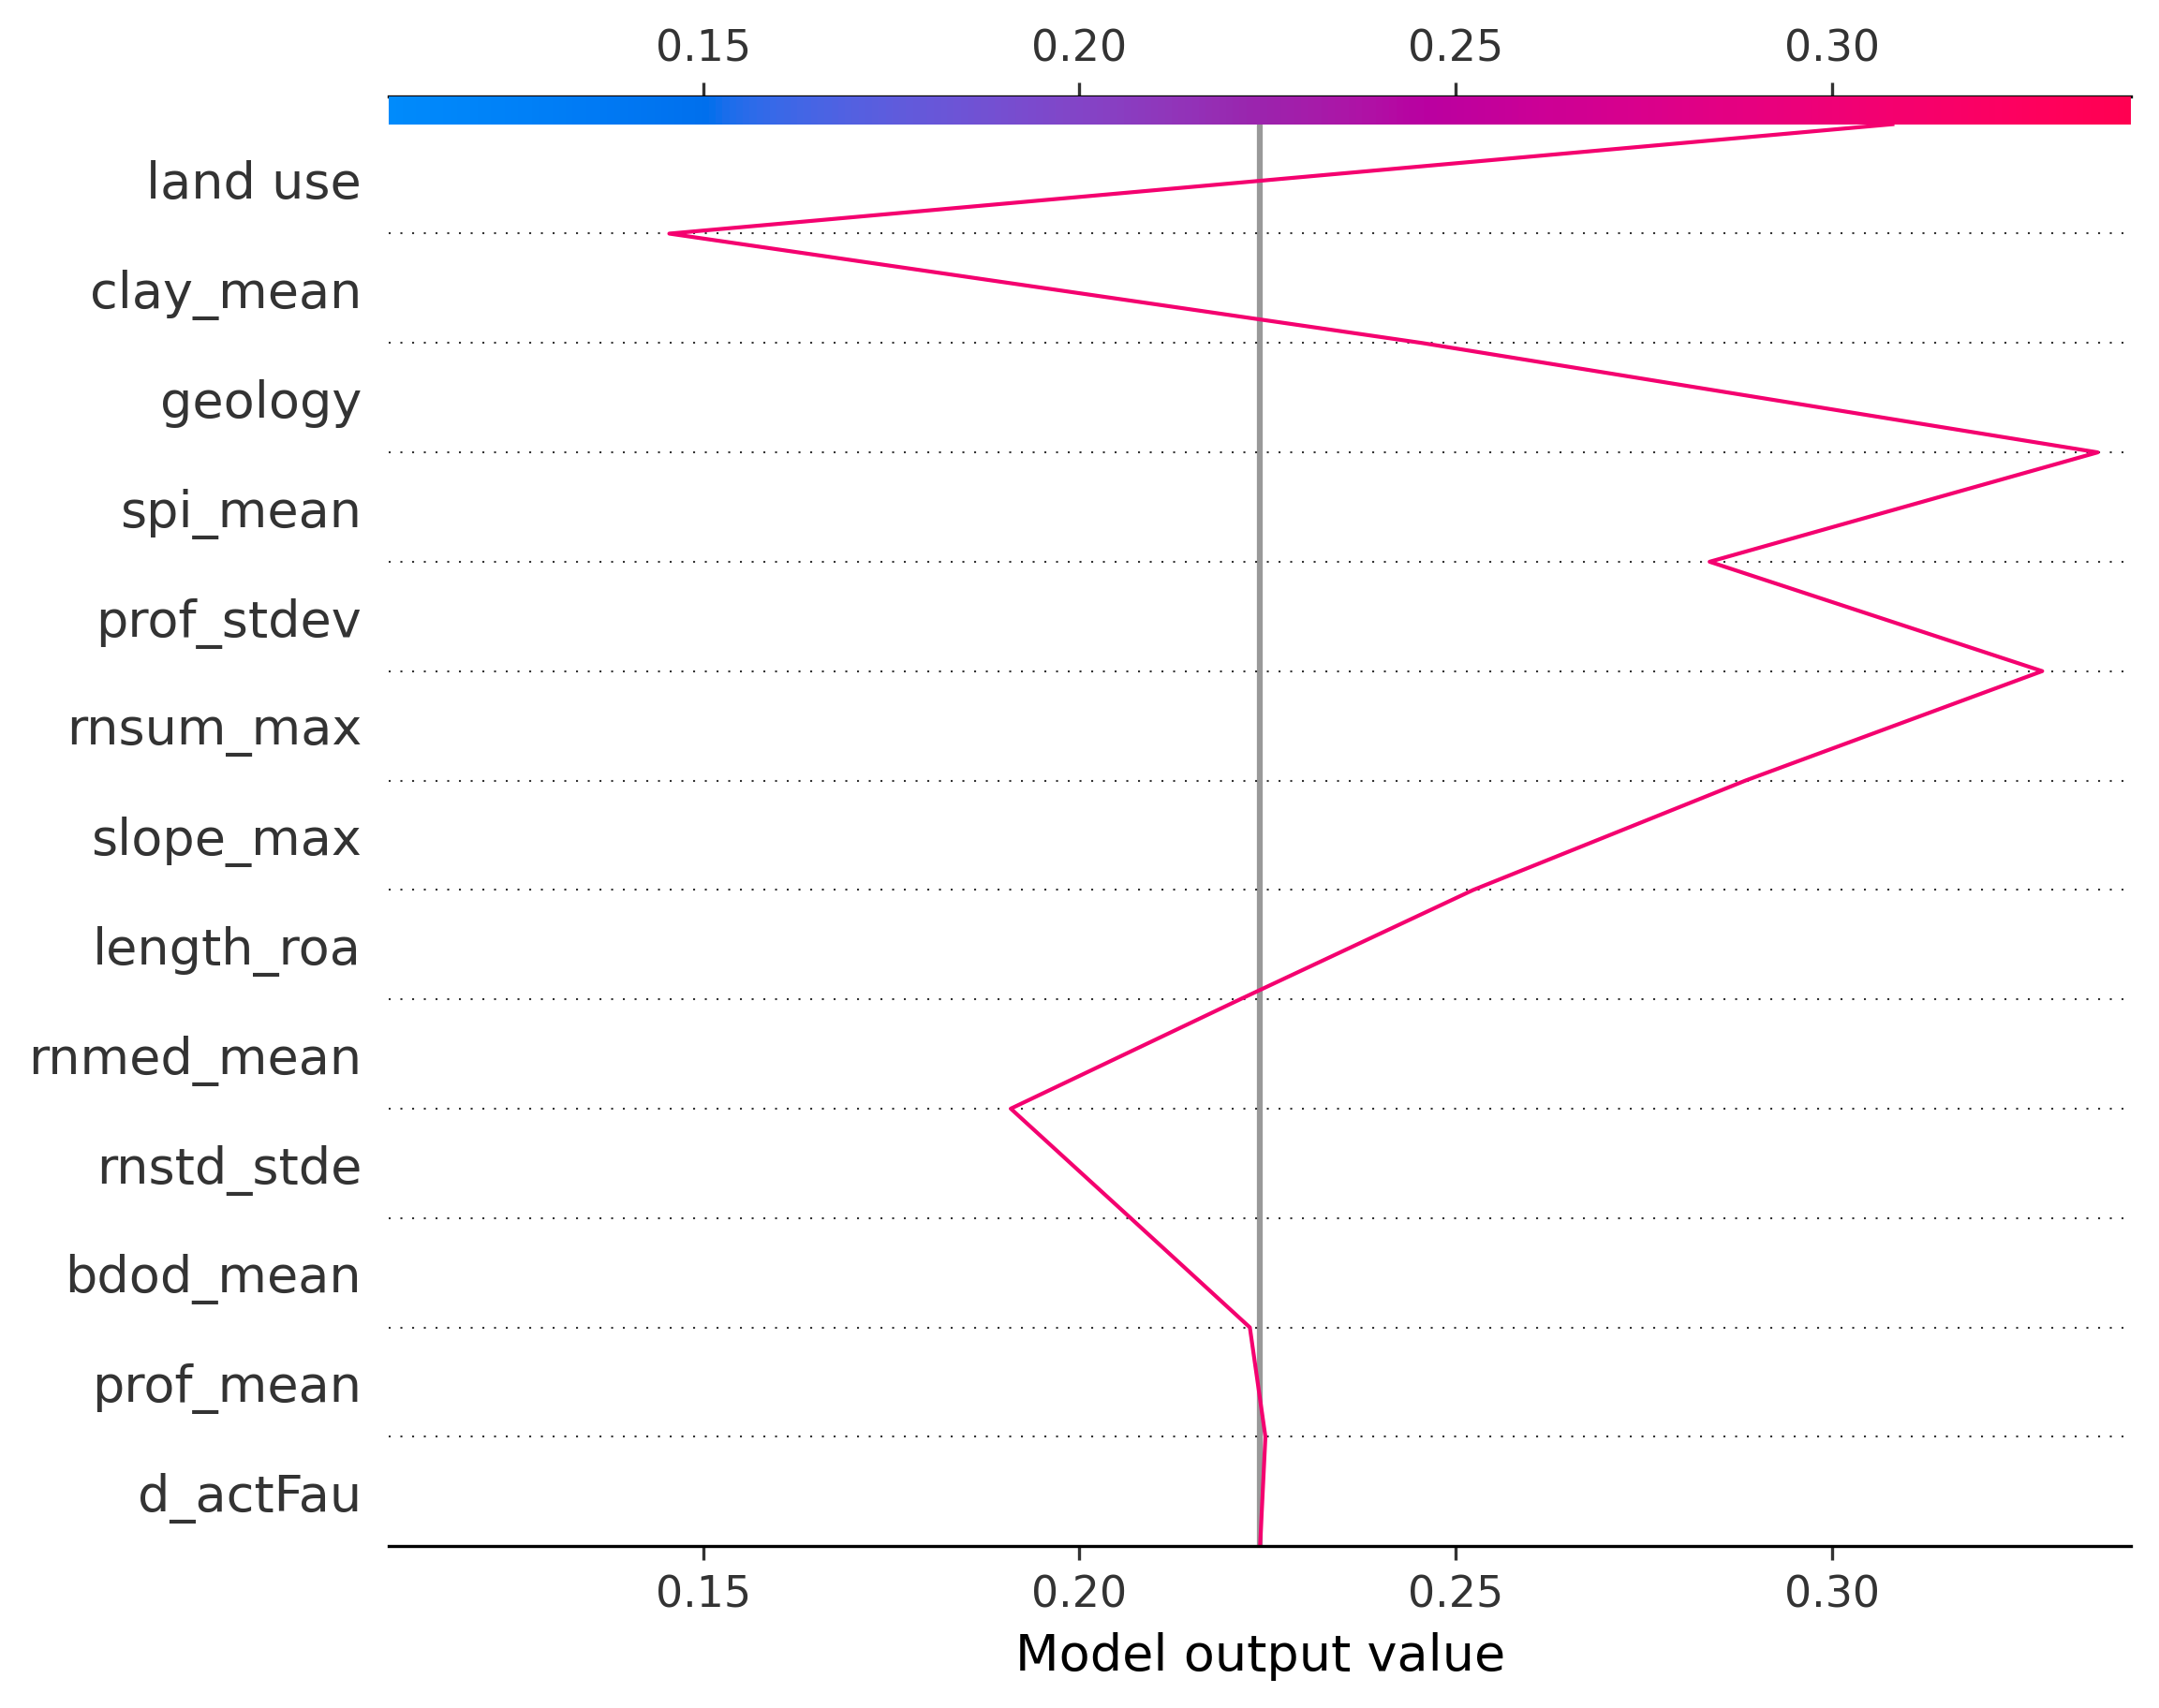 0.15 0.20 0.25 0.30
land use
clay_mean
geology
spi_mean
prof_stdev
rnsum_max
slope_max
length_roa
rnmed_mean
rnstd_stde
bdod_mean
prof_mean
d_actFau
0.15 0.20 0.25 0.30
Model output value